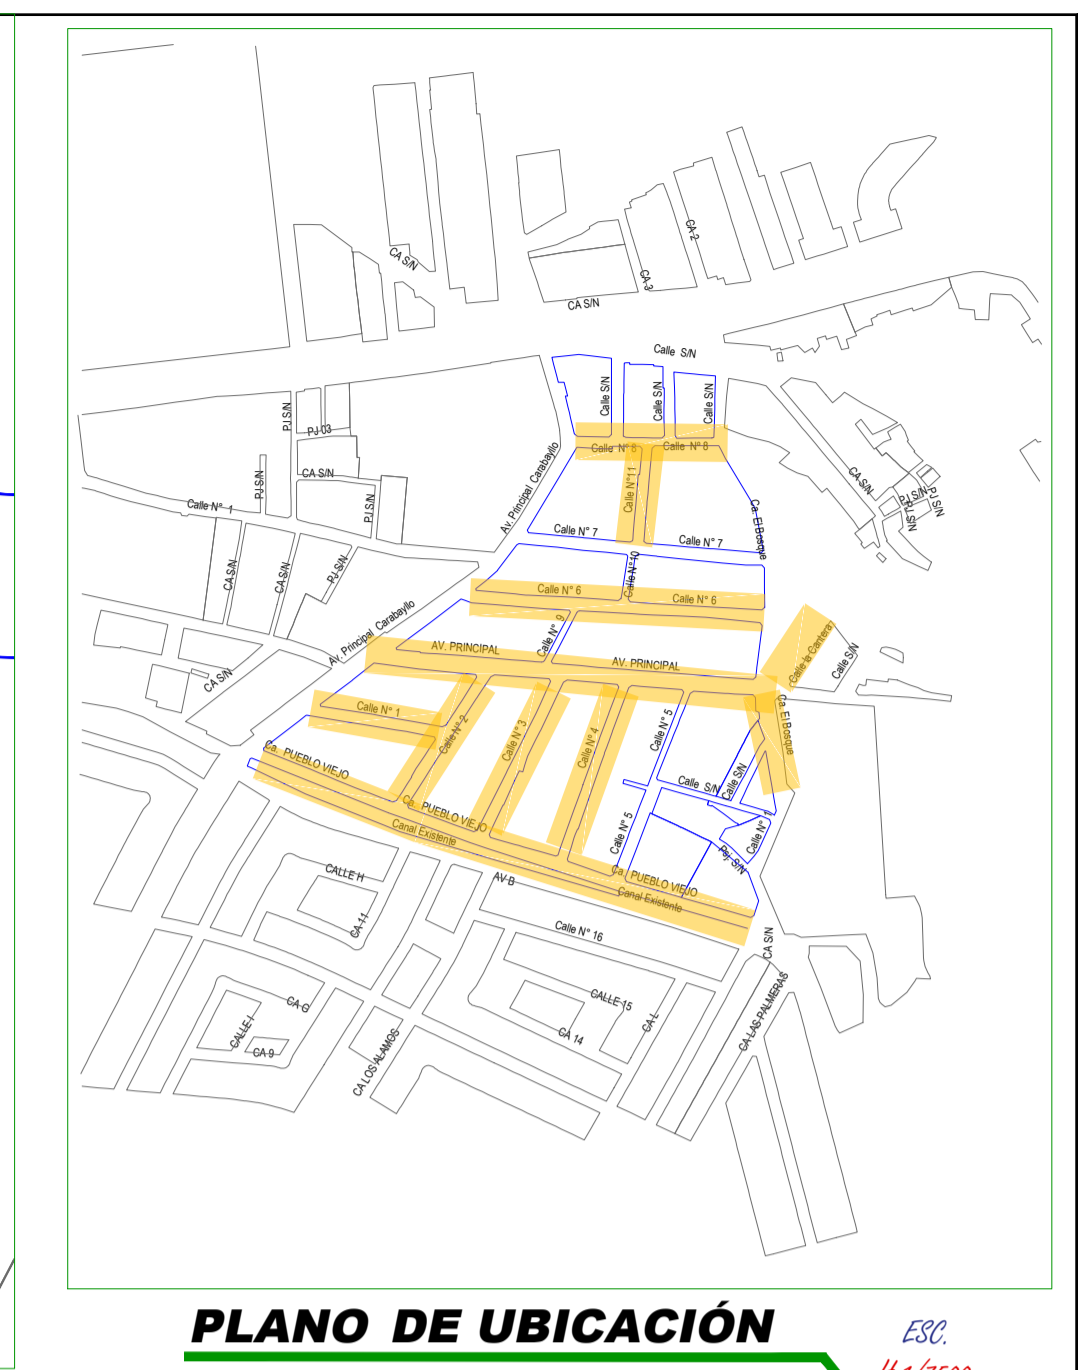 CA S/N
CA 2
CA 3
CA S/N
Calle S/N
PJ S/N
PJ 03
CA S/N
PJ S/N
PJ S/N
Calle N° 1
Calle S/N
Calle S/N
Calle S/N
Calle N° 8
Calle N° 8
Av. Principal Carabayllo
Calle N°11
Ca. El Bosque
CA S/N
PJ S/N
PJ S/N
PJ S/N
Calle N° 7
Calle N° 7
CA S/N
CA S/N
PJ S/N
Calle N°10
Calle N° 6
Calle N° 6
Av. Principal Carabayllo
Calle N° 9
AV. PRINCIPAL
AV. PRINCIPAL
Calle la Cantera
Calle S/N
CA S/N
Calle N° 1
Calle N° 2
Calle N° 3
Calle N° 4
Calle N° 5
Ca. El Bosque
Ca. PUEBLO VIEJO
Calle S/N
Calle S/N
Ca. PUEBLO VIEJO
Canal Existente
Calle N° 5
Calle N° 1
Psj. S/N
Ca. PUEBLO VIEJO
Canal Existente
CALLE H
AV B
CA 11
Calle N° 16
CA S/N
CA G
CALLE I
CA 9
CALLE 15
CA 14
CA L
CA LAS PALMERAS
CA LOS ALAMOS
PLANO DE UBICACIÓN
ESC.